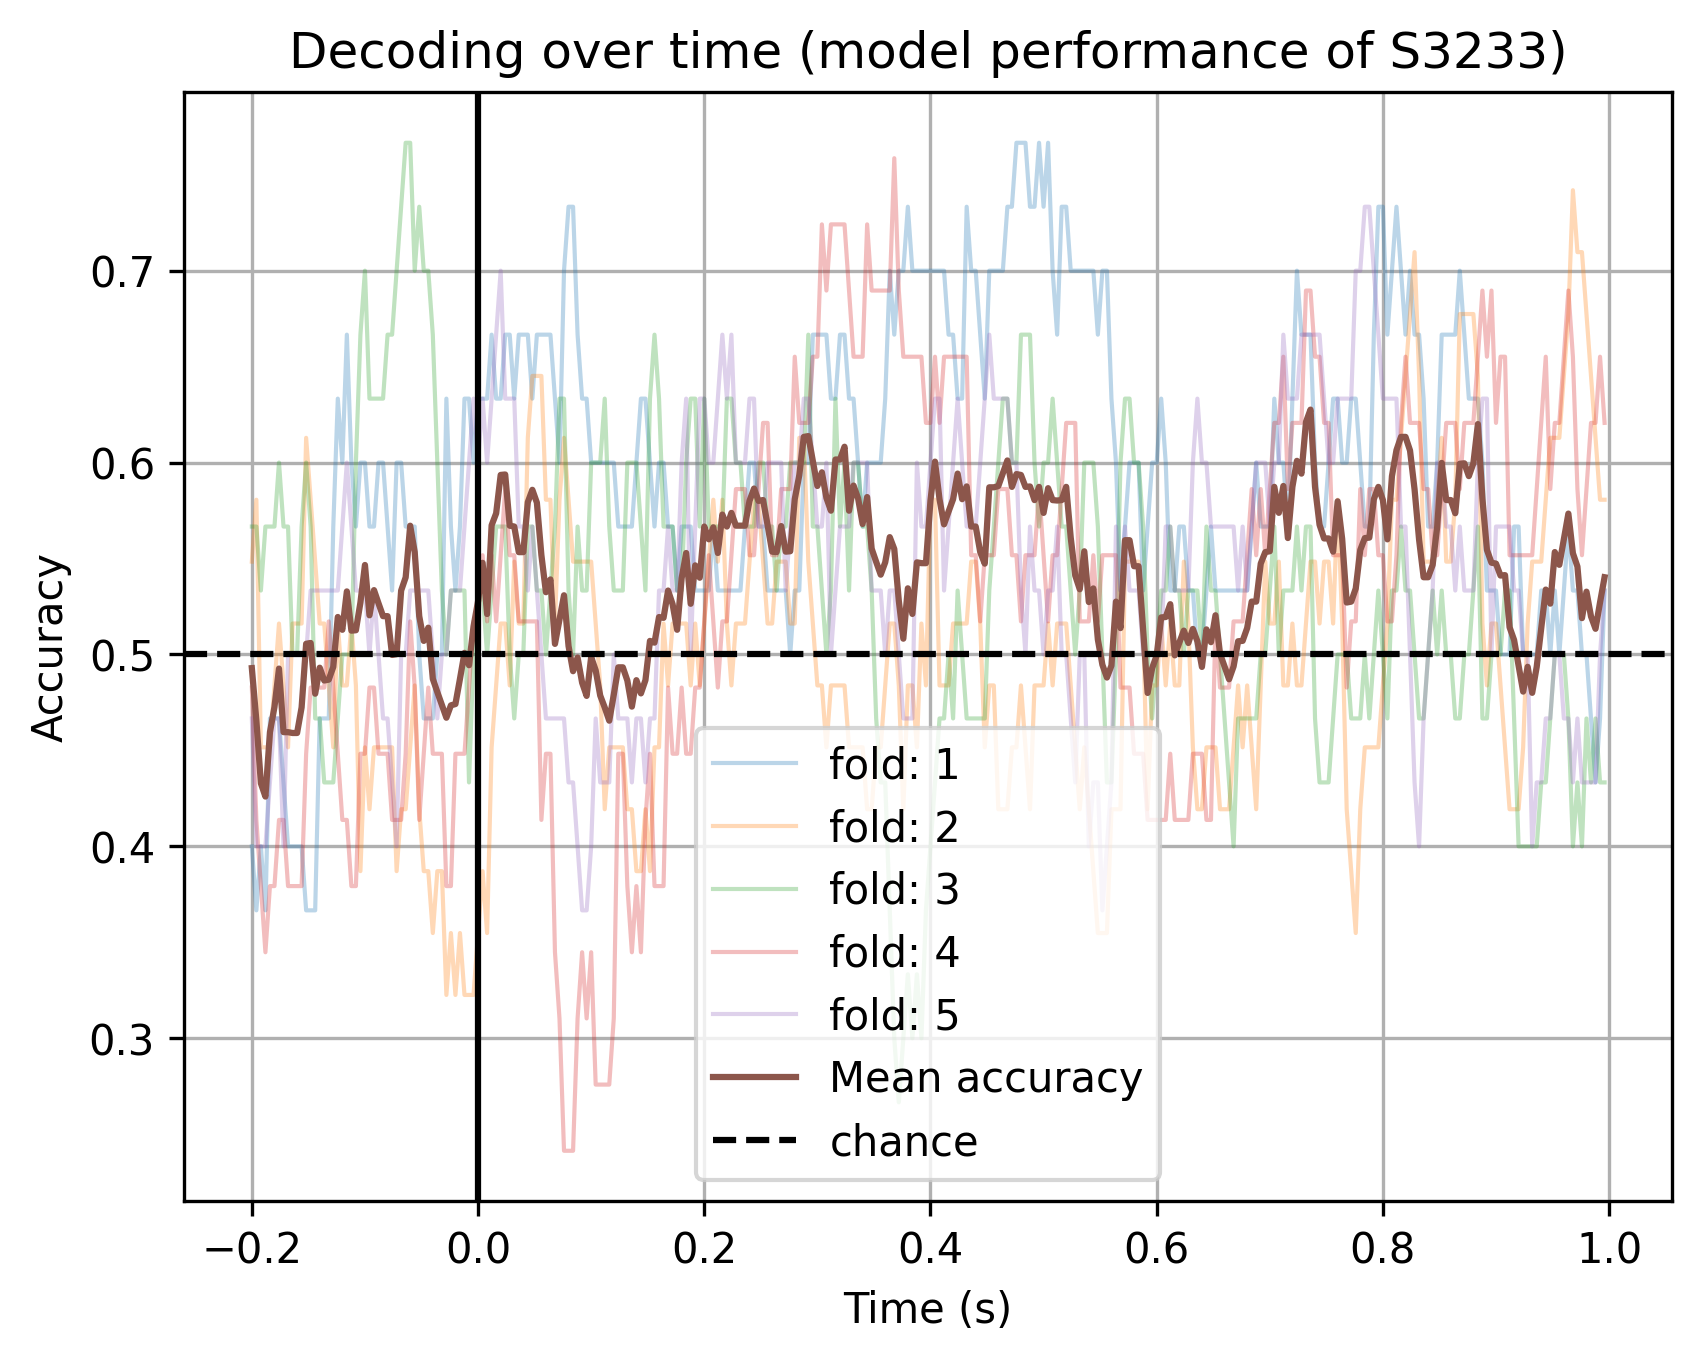 Decoding over time (model performance of S3233)
Accuracy
0.7
0.6
0.5
0.4
0.3
fold: 1
fold: 2
fold: 3
fold: 4
fold: 5
Mean accuracy
chance
−0.2 0.0 0.2 0.4 0.6 0.8 1.0
Time (s)